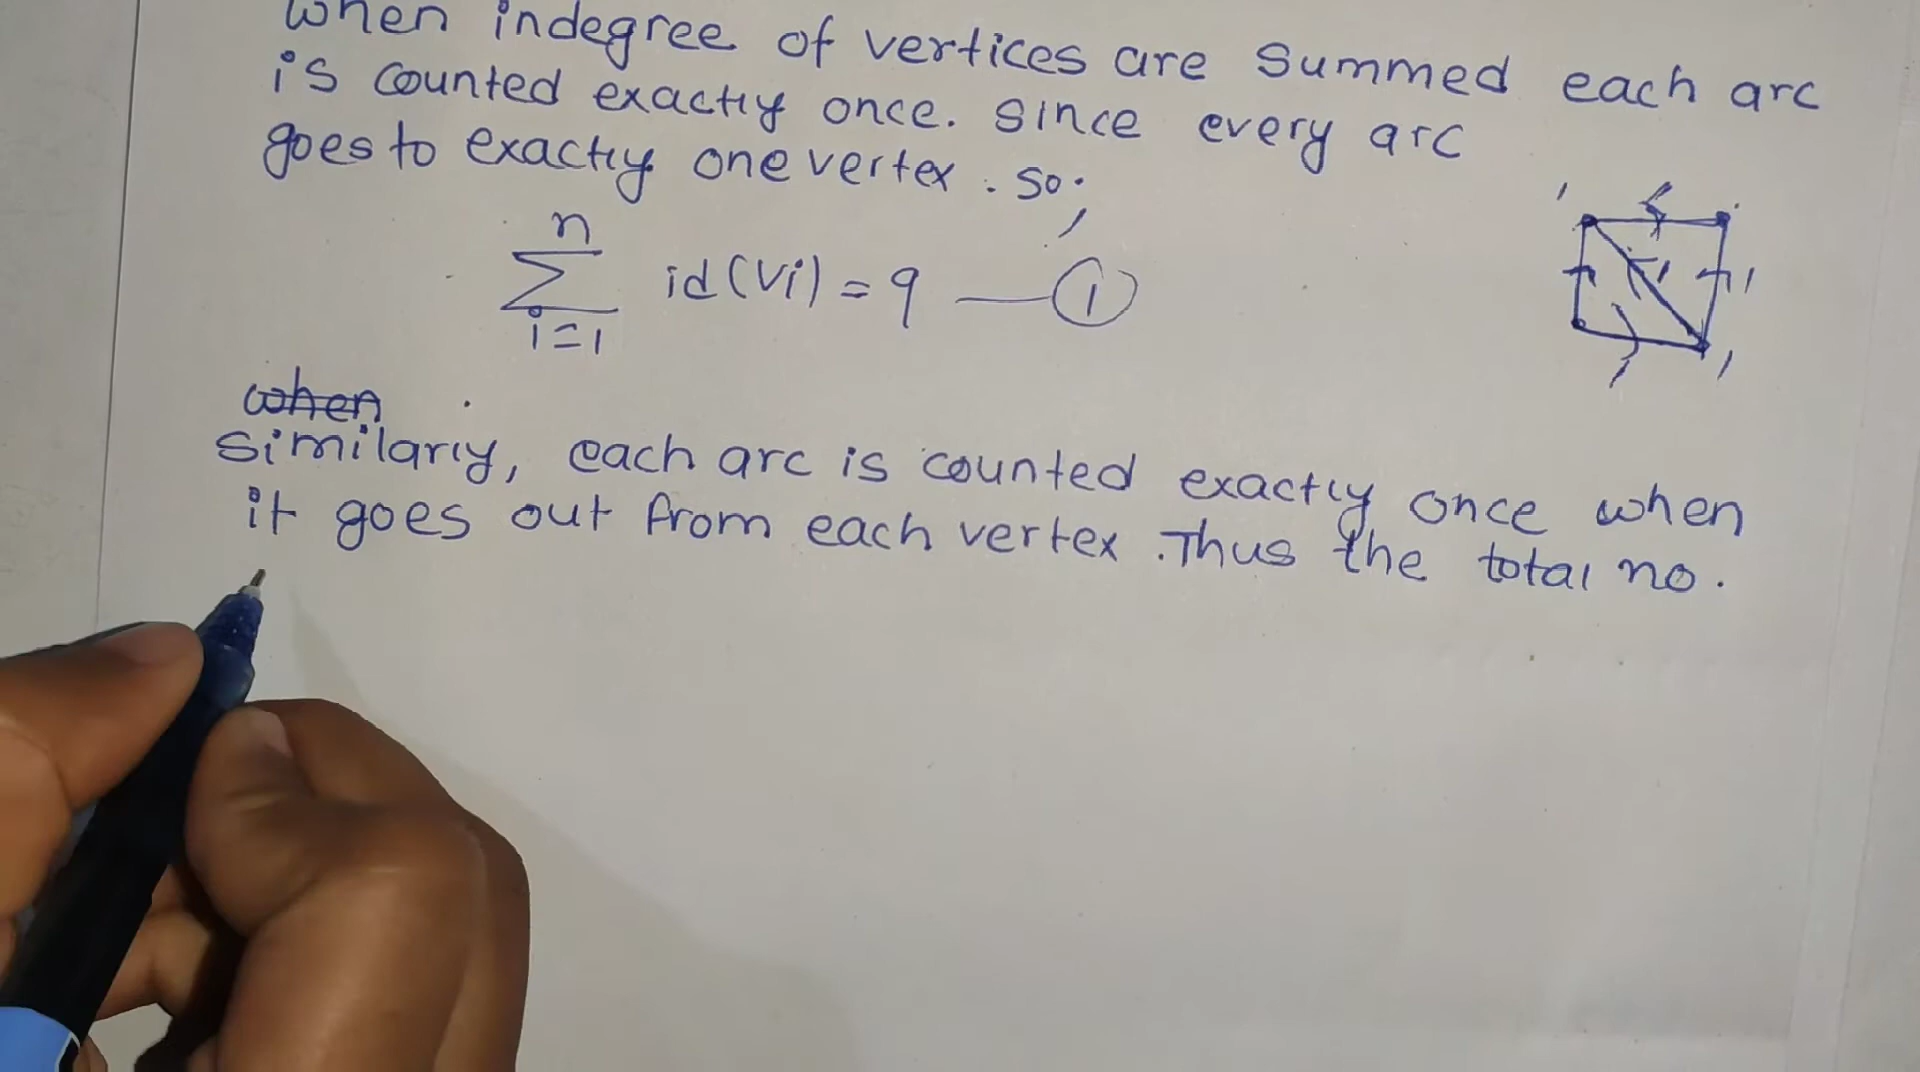 when indegree of vertices are summed each arc
is counted exactly once. since every arc
goes to exactly one vertex. so,
n
∑ id(vi) = q — ①
i=1
when
similarly, each arc is counted exactly once when
it goes out from each vertex. Thus the total no.